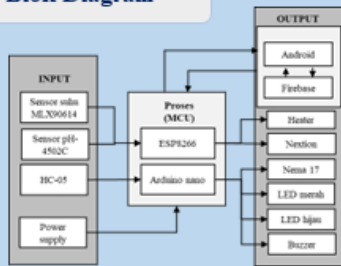 Blok Diagram
OUTPUT
Android
Firebase
INPUT
Sensor suhu
MLX90614
Sensor pH-
4502C
HC-05
Power
supply
Proses
(MCU)
ESP8266
Arduino nano
Heater
Nextion
Nema 17
LED merah
LED hijau
Buzzer